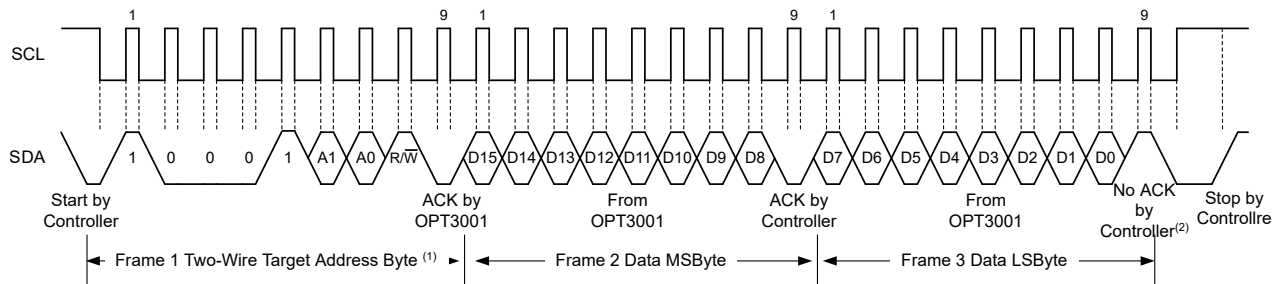 1 9 1 9 1 9
SCL
SDA
1 0 0 0 1 A1 A0 R/W̅ D15 D14 D13 D12 D11 D10 D9 D8 D7 D6 D5 D4 D3 D2 D1 D0
Start by
Controller
ACK by
OPT3001
From
OPT3001
ACK by
Controller
From
OPT3001
No ACK
by
Controller(2)
Stop by
Controllre
Frame 1 Two-Wire Target Address Byte (1)
Frame 2 Data MSByte
Frame 3 Data LSByte